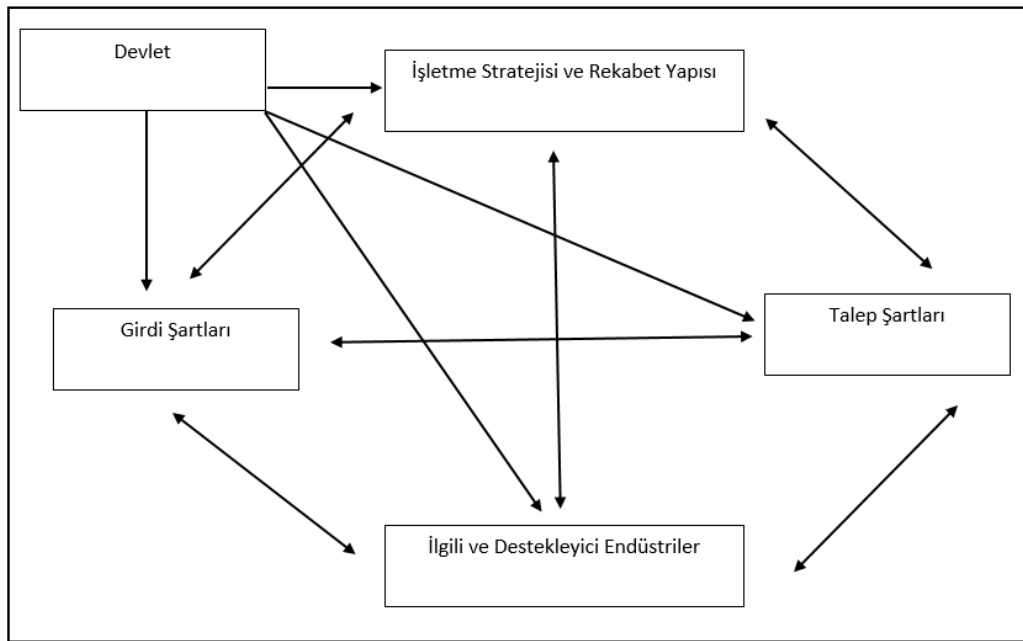 Devlet
İşletme Stratejisi ve Rekabet Yapısı
Girdi Şartları
Talep Şartları
İlgili ve Destekleyici Endüstriler